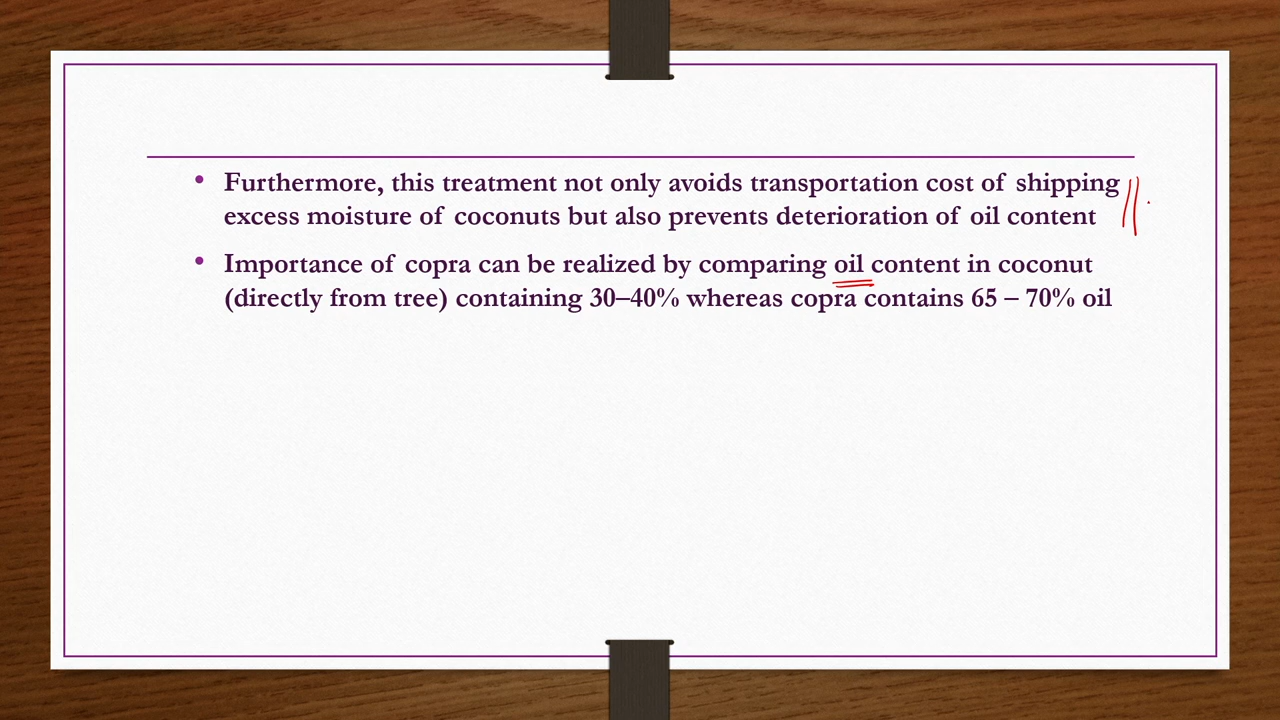 • Furthermore, this treatment not only avoids transportation cost of shipping
excess moisture of coconuts but also prevents deterioration of oil content
• Importance of copra can be realized by comparing oil content in coconut
(directly from tree) containing 30–40% whereas copra contains 65 – 70% oil